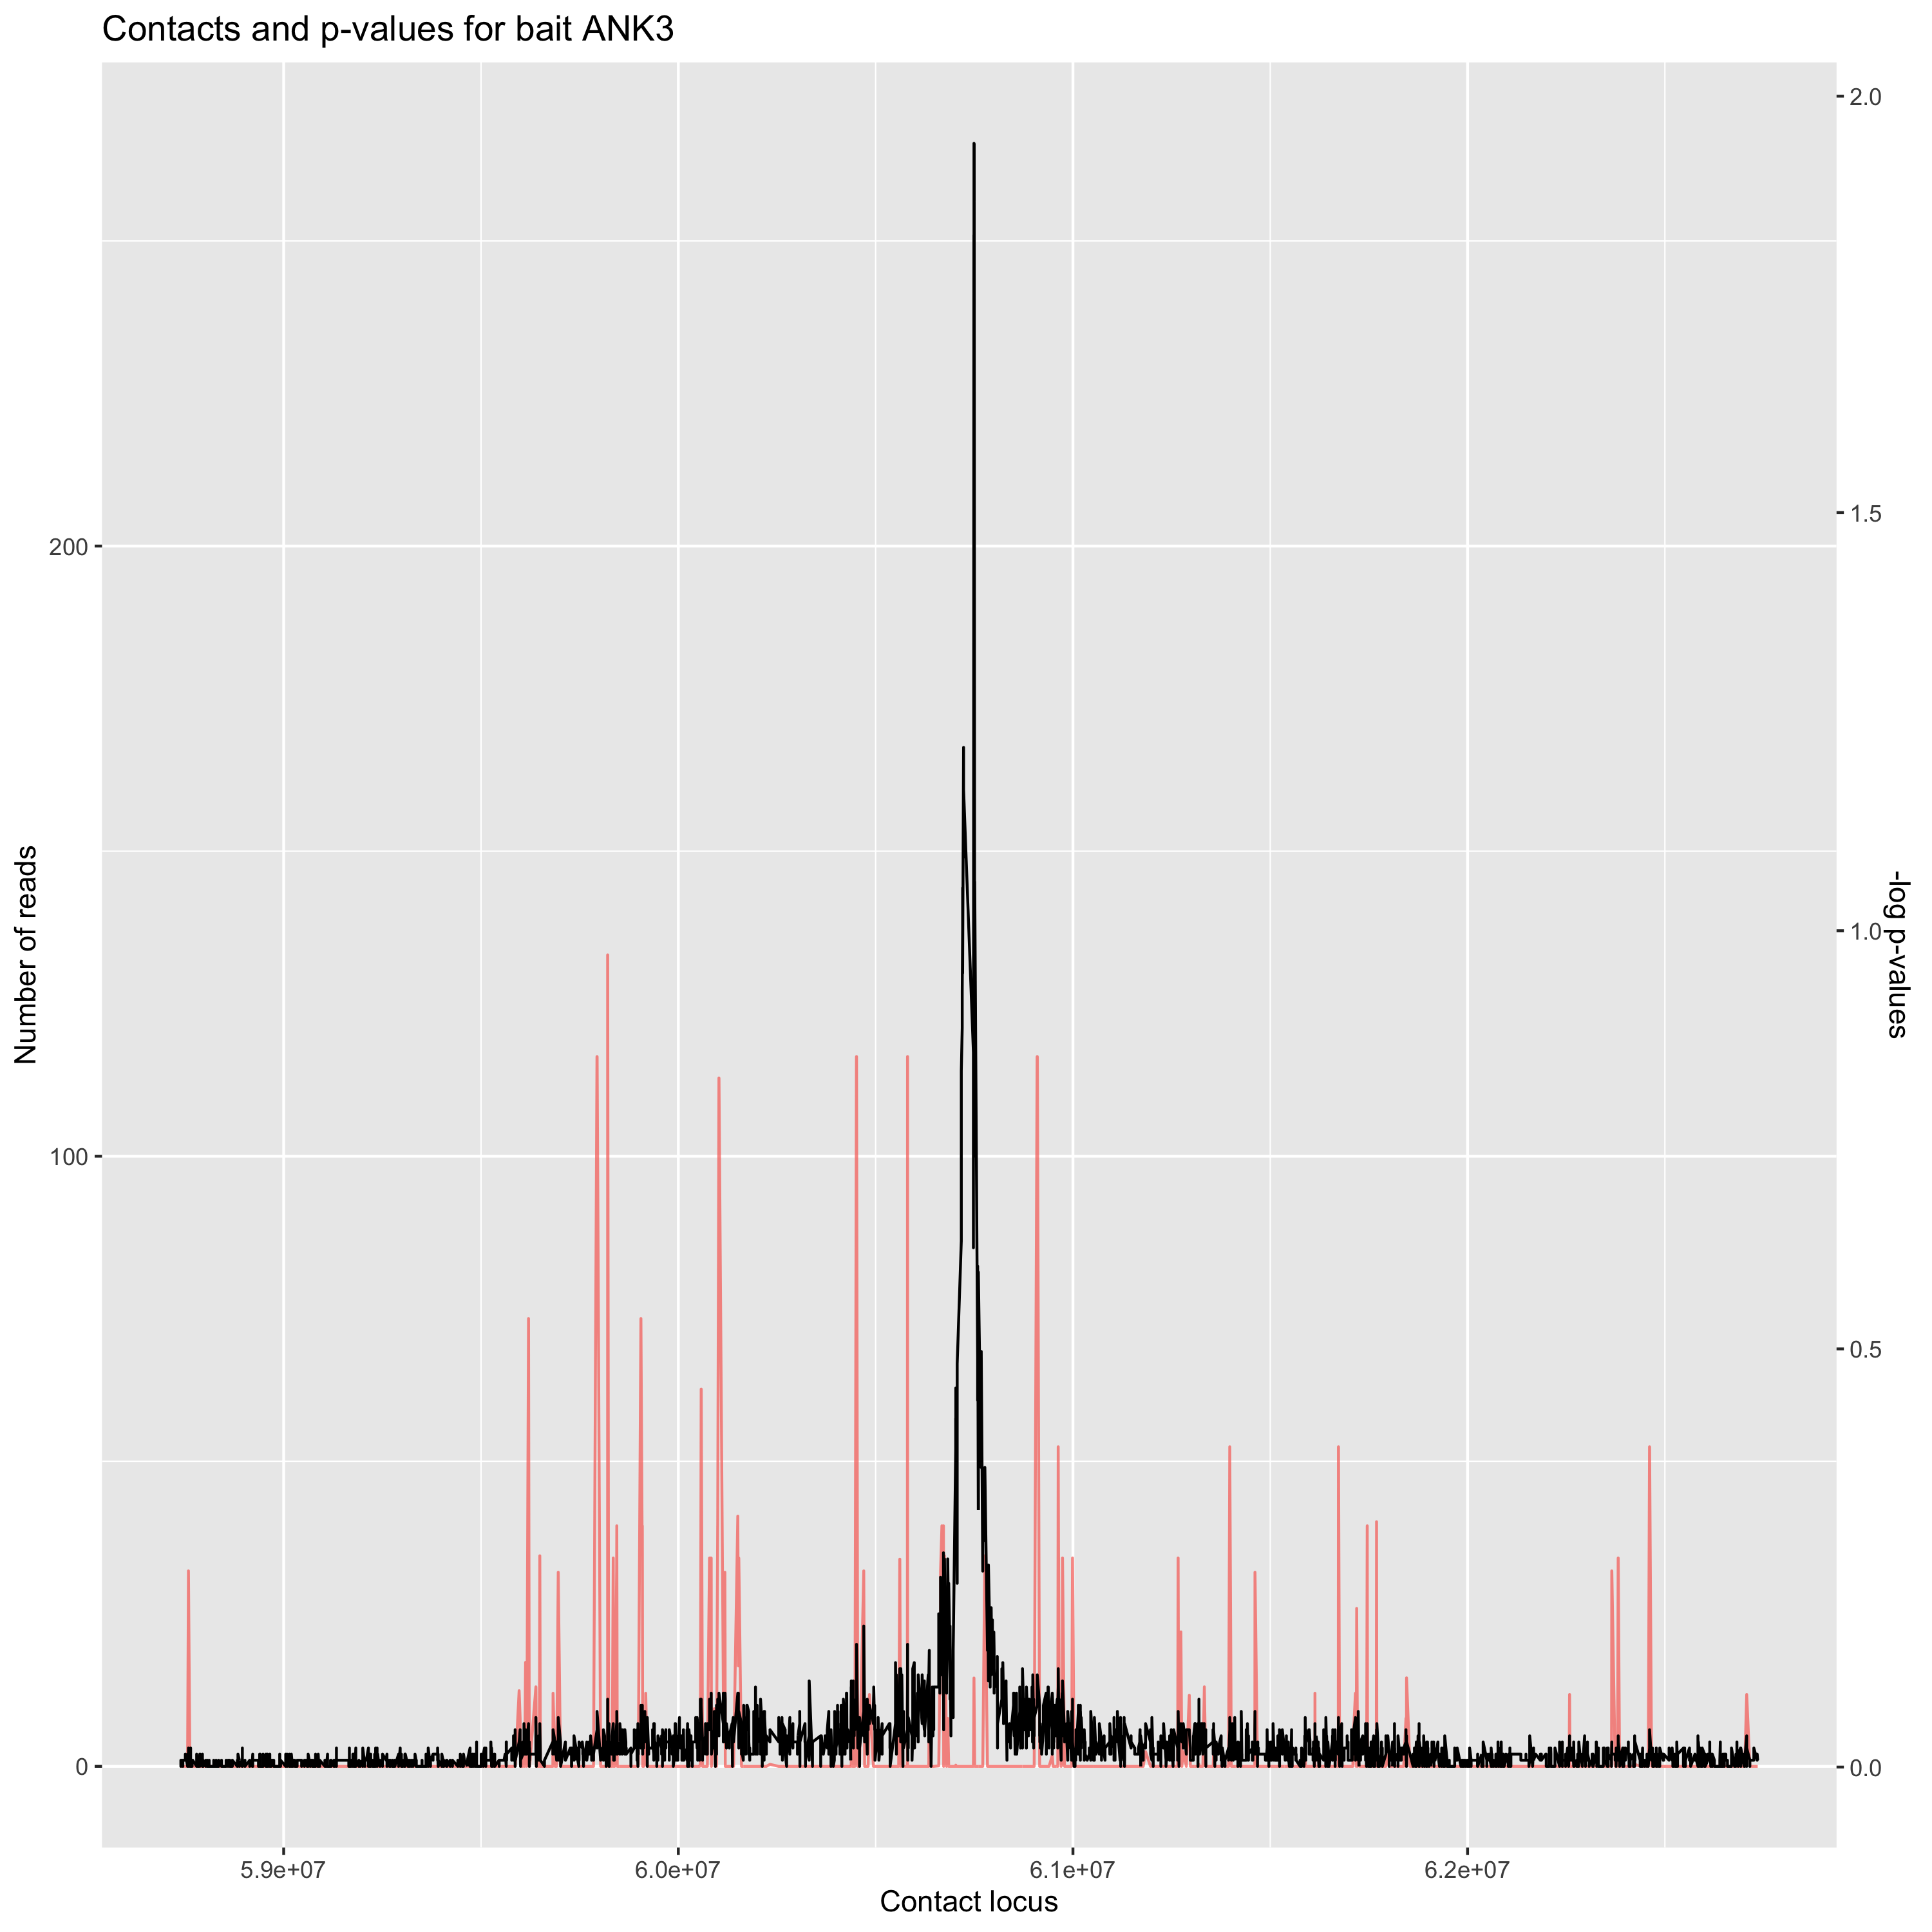 Contacts and p-values for bait ANK3
2.0
1.5
200
1.0
Number of reads
-log p-values
100
0.5
0
0.0
5.9e+07
6.0e+07
6.1e+07
6.2e+07
Contact locus